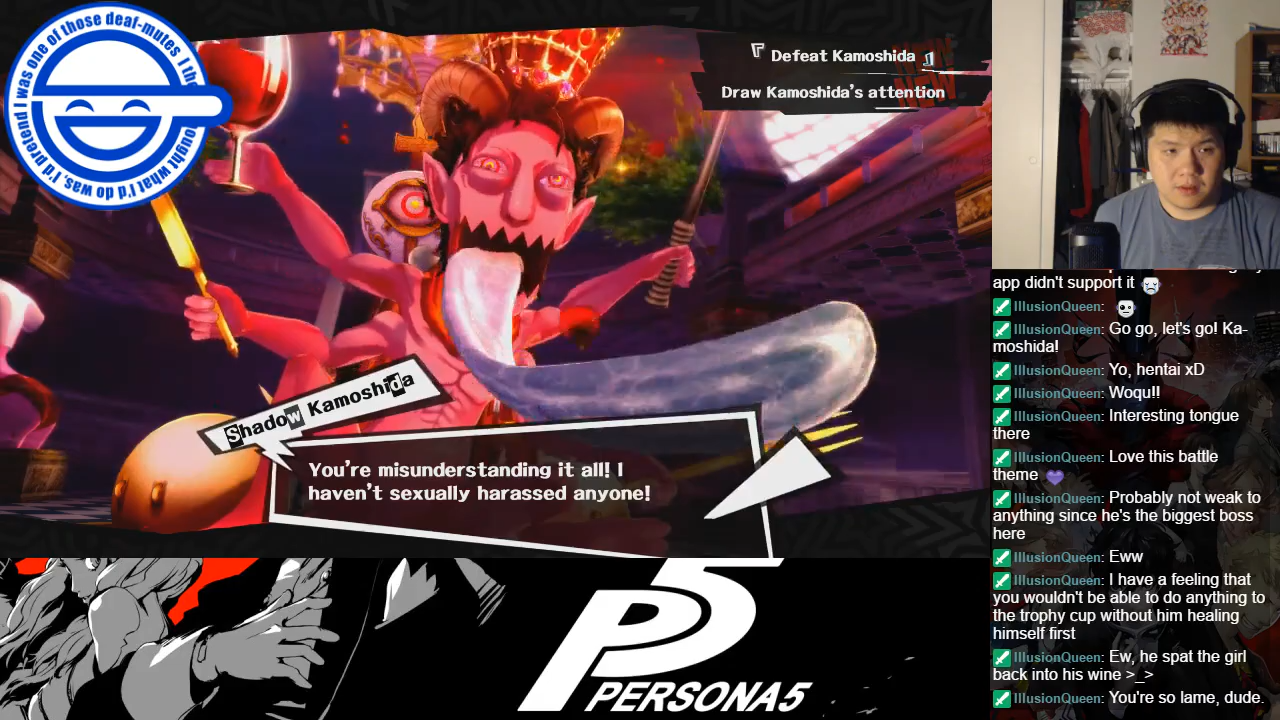 I thought what I'd do was, I'd pretend I was one of those deaf-mutes
『 Defeat Kamoshida 』
Draw Kamoshida's attention
Shadow Kamoshida
You're misunderstanding it all! I
haven't sexually harassed anyone!
P5
PERSONA5
app didn't support it
IllusionQueen:
IllusionQueen: Go go, let's go! Ka-
moshida!
IllusionQueen: Yo, hentai xD
IllusionQueen: Woqu!!
IllusionQueen: Interesting tongue
there
IllusionQueen: Love this battle
theme
IllusionQueen: Probably not weak to
anything since he's the biggest boss
here
IllusionQueen: Eww
IllusionQueen: I have a feeling that
you wouldn't be able to do anything to
the trophy cup without him healing
himself first
IllusionQueen: Ew, he spat the girl
back into his wine >_>
IllusionQueen: You're so lame, dude.